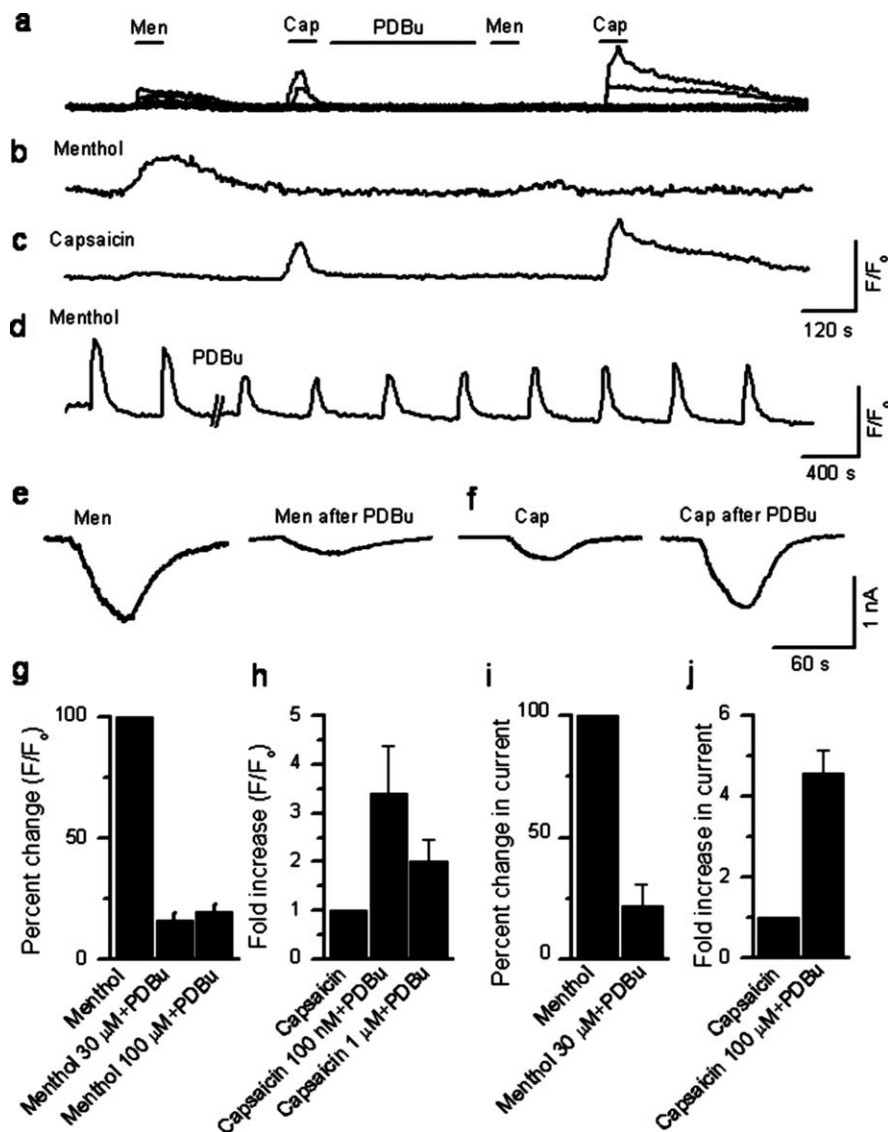 a
Men Cap PDBu Men Cap
b Menthol
c Capsaicin
F/Fo
120 s
d Menthol
PDBu
F/Fo
400 s
e f
Men Men after PDBu Cap Cap after PDBu
1 nA
60 s
g h i j
Percent change (F/Fo)
100
50
0
Menthol
Menthol 30 μM+PDBu
Menthol 100 μM+PDBu
Fold increase (F/Fo)
5
4
3
2
1
0
Capsaicin
Capsaicin 100 nM+PDBu
Capsaicin 1 μM+PDBu
Percent change in current
100
50
0
Menthol
Menthol 30 μM+PDBu
Fold increase in current
6
4
2
0
Capsaicin
Capsaicin 100 μM+PDBu